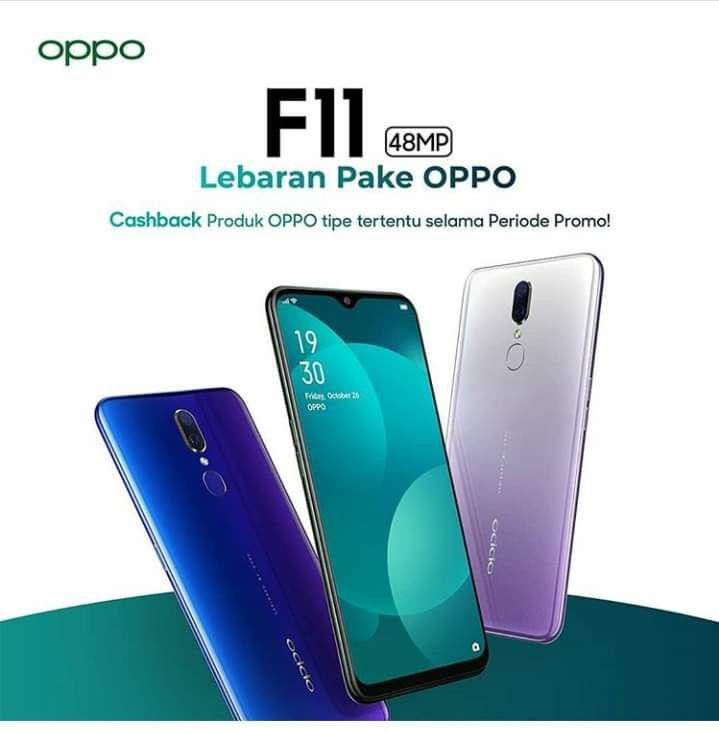 oppo
F11 48MP
Lebaran Pake OPPO
Cashback Produk OPPO tipe tertentu selama Periode Promo!
19
30
Friday, October 26
OPPO
oppo
oppo